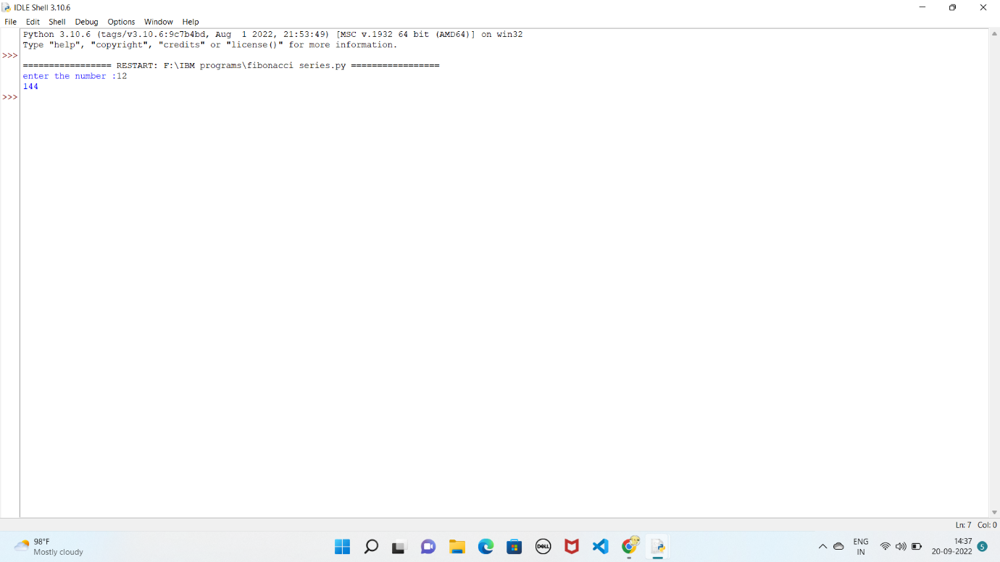 IDLE Shell 3.10.6
File Edit Shell Debug Options Window Help
Python 3.10.6 (tags/v3.10.6:9c7b4bd, Aug  1 2022, 21:53:49) [MSC v.1932 64 bit (AMD64)] on win32
Type "help", "copyright", "credits" or "license()" for more information.
>>>
================= RESTART: F:\IBM programs\fibonacci series.py =================
enter the number :12
144
>>>
Ln: 7 Col: 0
98°F
Mostly cloudy
DELL
ENG
IN
14:37
20-09-2022
5